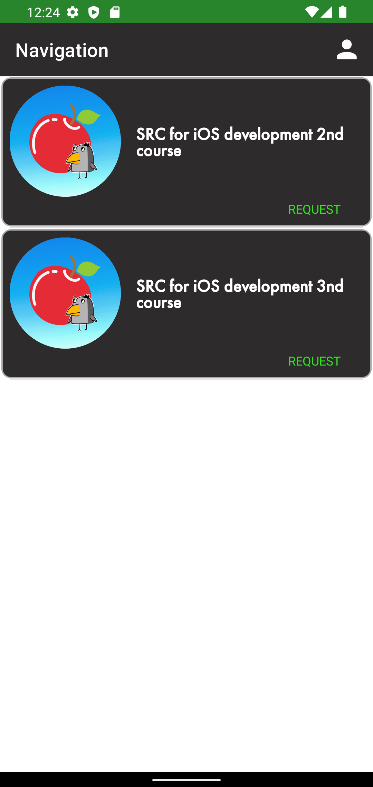 12:24
Navigation
SRC for iOS development 2nd
course
REQUEST
SRC for iOS development 3nd
course
REQUEST